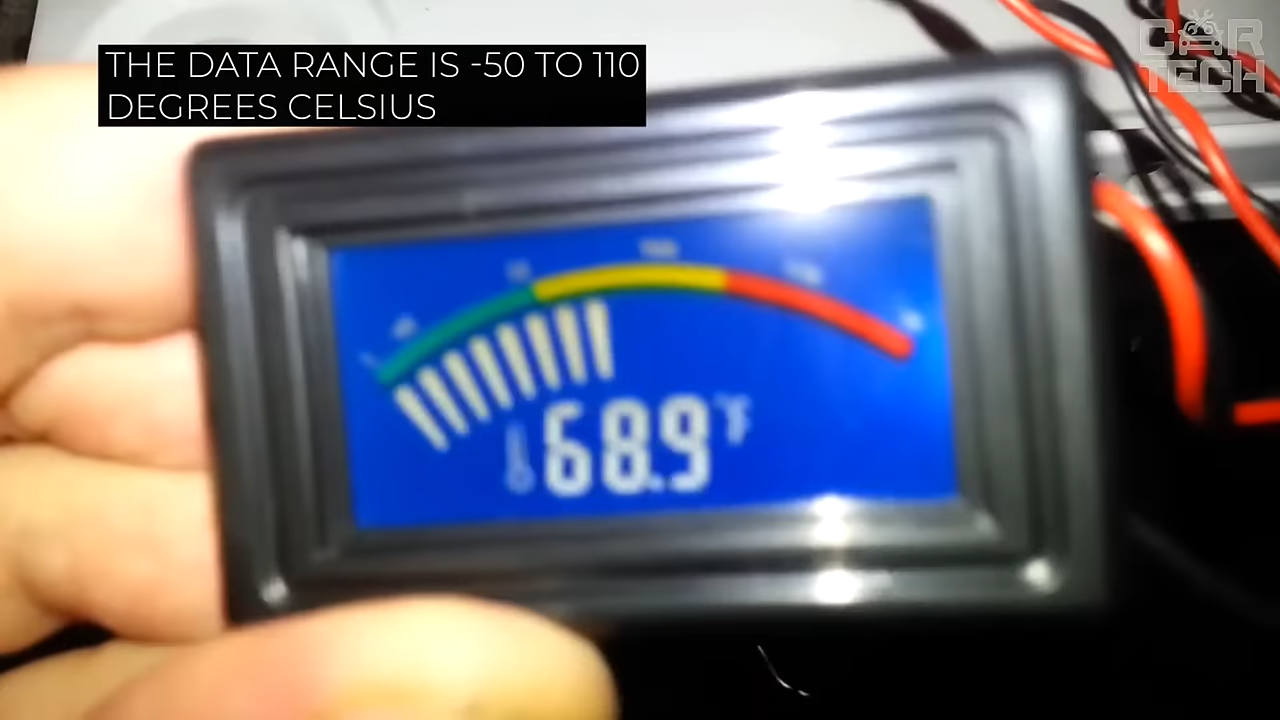 THE DATA RANGE IS -50 TO 110
DEGREES CELSIUS
CAR
TECH
68.9 °F